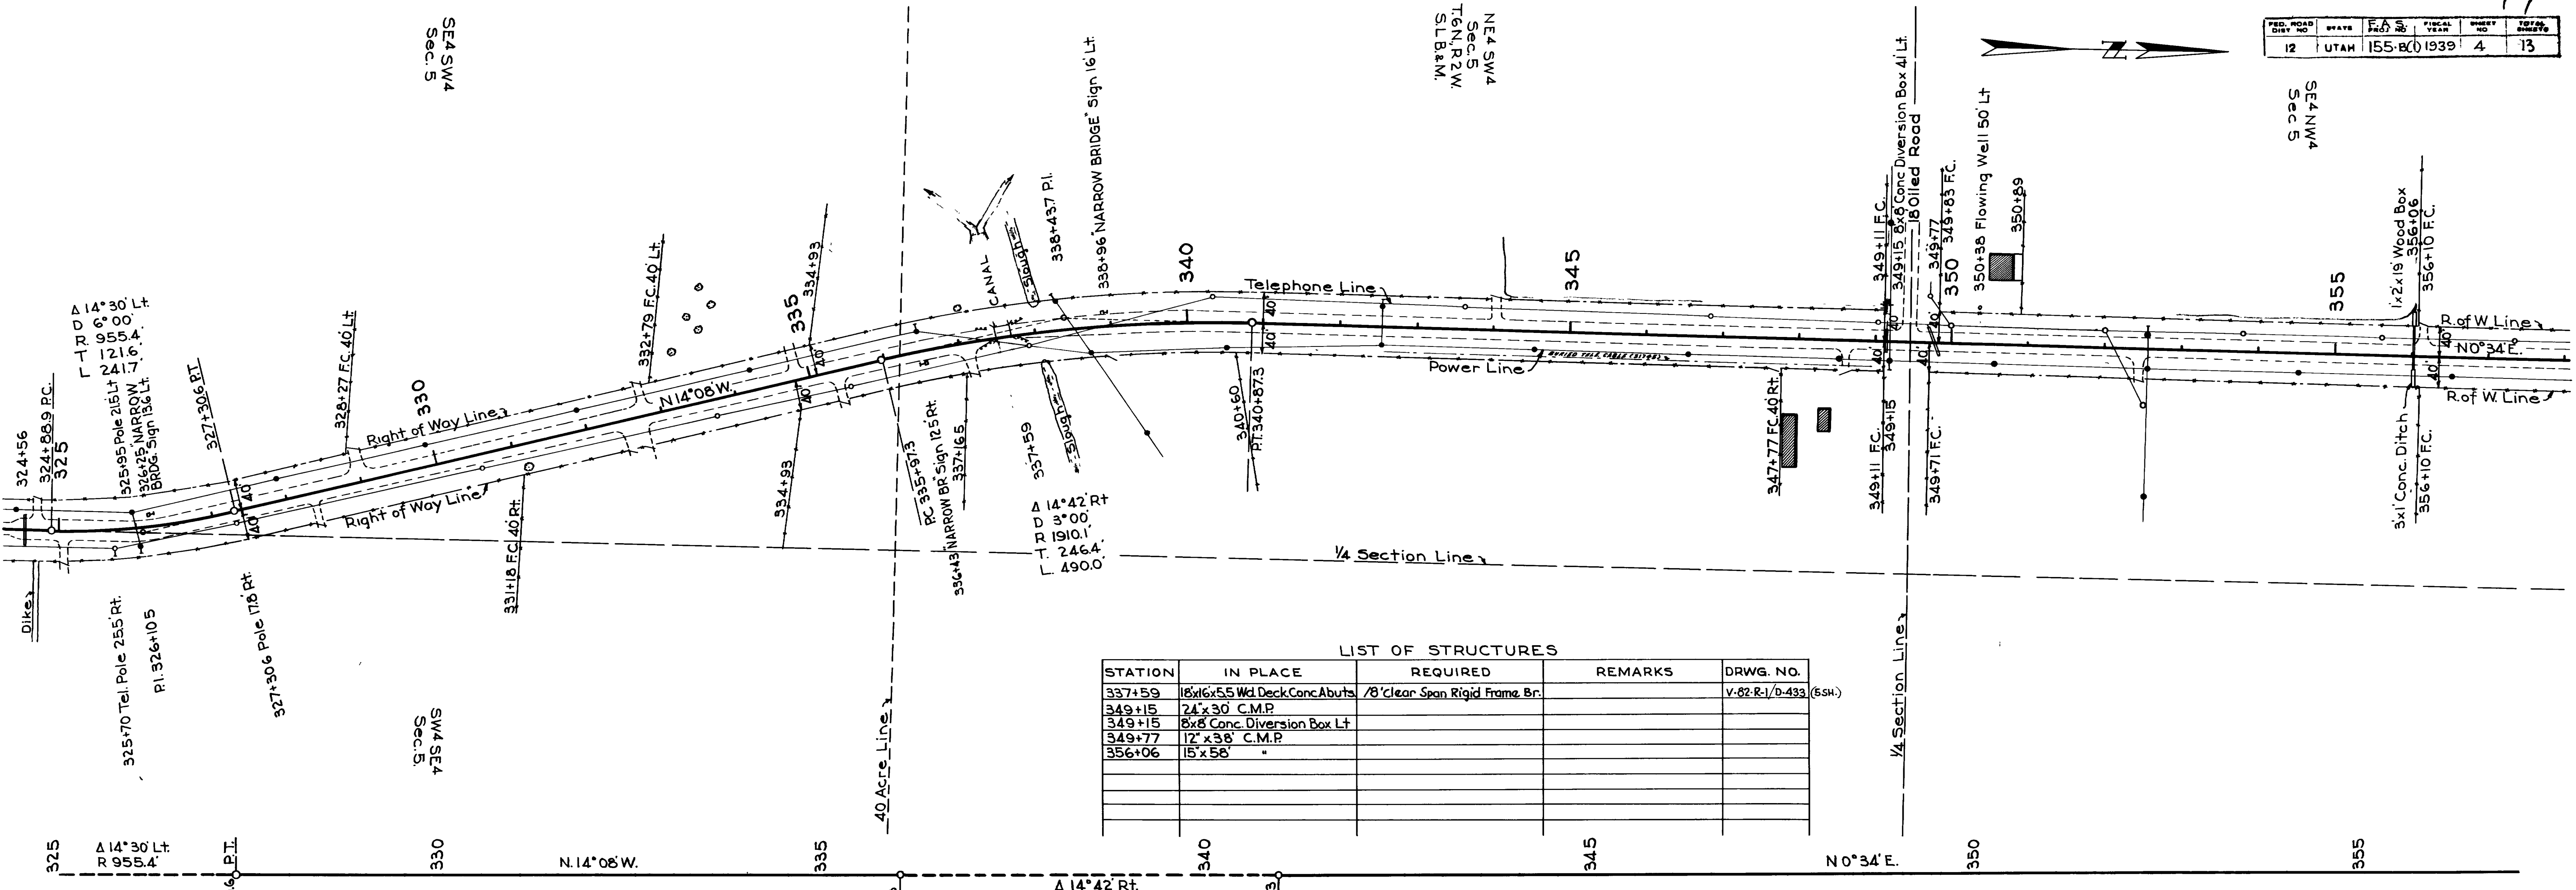 FED. ROAD DIST NO | STATE | F.A.S. PROJ NO | FISCAL YEAR | SHEET NO | TOTAL SHEETS
12 | UTAH | 155-B(1) | 1939 | 4 | 13
SE4 SW4
Sec. 5
NE4 SW4
Sec. 5
T.6 N., R 2 W.
S.L.B.&M.
SE4 NW4
Sec 5
N
Δ 14°30' Lt.
D 6°00'
R. 955.4'
T 121.6'
L 241.7'
324+56
324+88.9 P.C.
325
325+95 Pole 21.5' Lt
326+25 "NARROW
BRDG." Sign 13.6' Lt.
327+30.6 P.T.
328+27 F.C. 40' Lt
330
Right of Way Line
N 14°08' W.
332+79 F.C. 40' Lt.
335
334+93
40'
40'
CANAL
Slough
338+43.7 P.I.
338+96 "NARROW BRIDGE" Sign 16' Lt.
340
Telephone Line
40'
40'
345
349+11 F.C.
349+15 8'x8' Conc Diversion Box 41' Lt.
18' Oiled Road
349+77
349+83 F.C.
350
350+38 Flowing Well 50' Lt
350+89
355
1'x2'x19' Wood Box
356+06
356+10 F.C.
R. of W. Line
N 0°34' E.
40'
40'
R. of W. Line
Power Line
40'
40'
40'
40'
Dike
40'
40'
Right of Way Line
325+70 Tel. Pole 25.5' Rt.
P.I. 326+10.5
327+30.6 Pole 17.8' Rt.
331+18 F.C. 40' Rt.
334+93
P.C. 335+97.3
336+43 "NARROW BR." Sign 12.5' Rt.
337+16.5
337+59
Slough
Δ 14°42' Rt
D 3°00'
R 1910.1'
T. 246.4'
L. 490.0'
340+60
P.T. 340+87.3
347+77 F.C. 40' Rt.
349+11 F.C.
349+15
349+71 F.C.
3'x1' Conc. Ditch
356+10 F.C.
1/4 Section Line
SW4 SE4
Sec. 5.
40 Acre Line
1/4 Section Line
LIST OF STRUCTURES
STATION | IN PLACE | REQUIRED | REMARKS | DRWG. NO.
337+59 | 18'x16'x5.5' Wd. Deck Conc Abuts. | 18' clear Span Rigid Frame Br. | V-82-R-1/D-433 (5 SH.)
349+15 | 24"x30' C.M.P.
349+15 | 8'x8' Conc. Diversion Box Lt
349+77 | 12"x38' C.M.P.
356+06 | 15"x58' "
325
Δ 14°30' Lt.
R 955.4'
P.T.
330
N. 14°08' W.
335
340
Δ 14°42' Rt.
345
N 0°34' E.
350
355